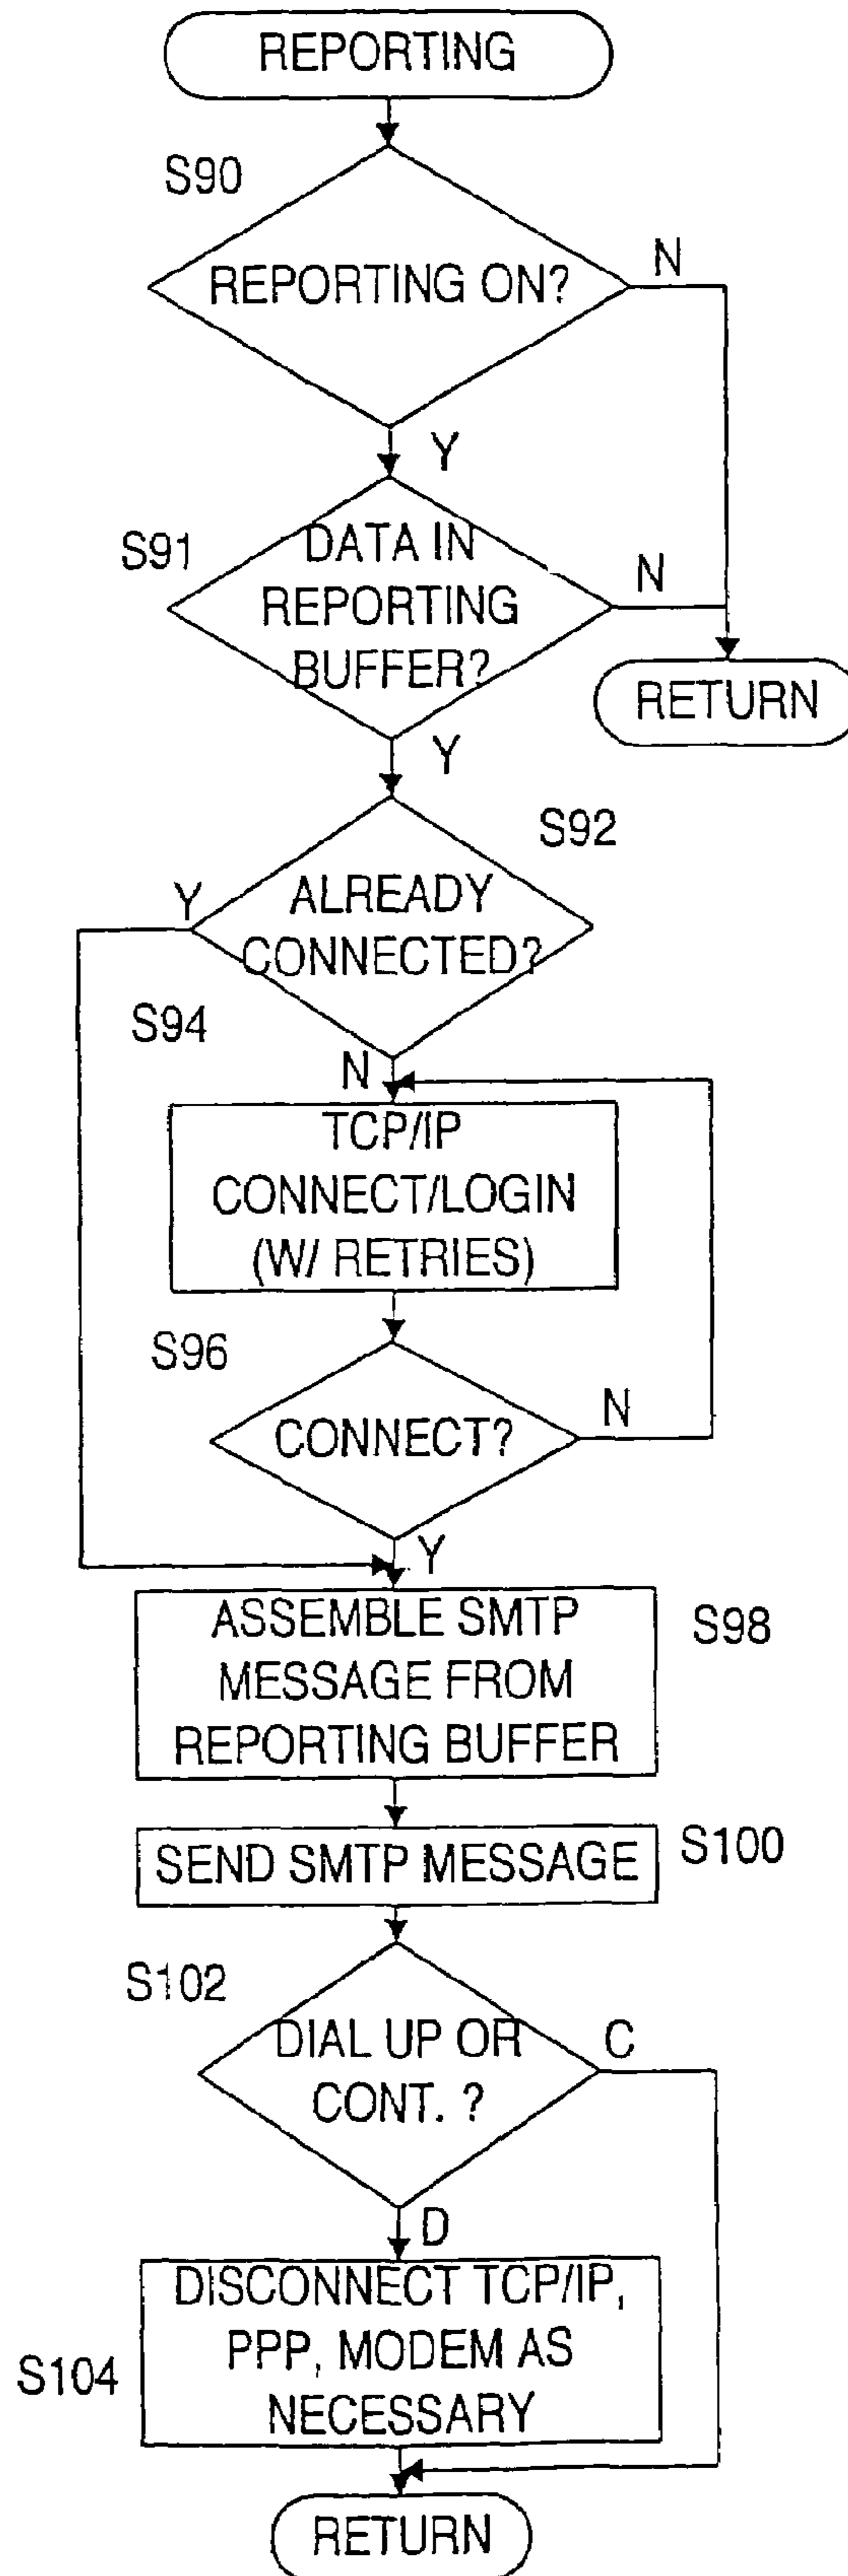 REPORTING
S90
REPORTING ON?
N
Y
S91
DATA IN
REPORTING
BUFFER?
N
RETURN
Y
S92
ALREADY
CONNECTED?
Y
S94
N
TCP/IP
CONNECT/LOGIN
(W/ RETRIES)
S96
CONNECT?
N
Y
ASSEMBLE SMTP
MESSAGE FROM
REPORTING BUFFER
S98
SEND SMTP MESSAGE
S100
S102
DIAL UP OR
CONT. ?
C
D
DISCONNECT TCP/IP,
PPP, MODEM AS
NECESSARY
S104
RETURN